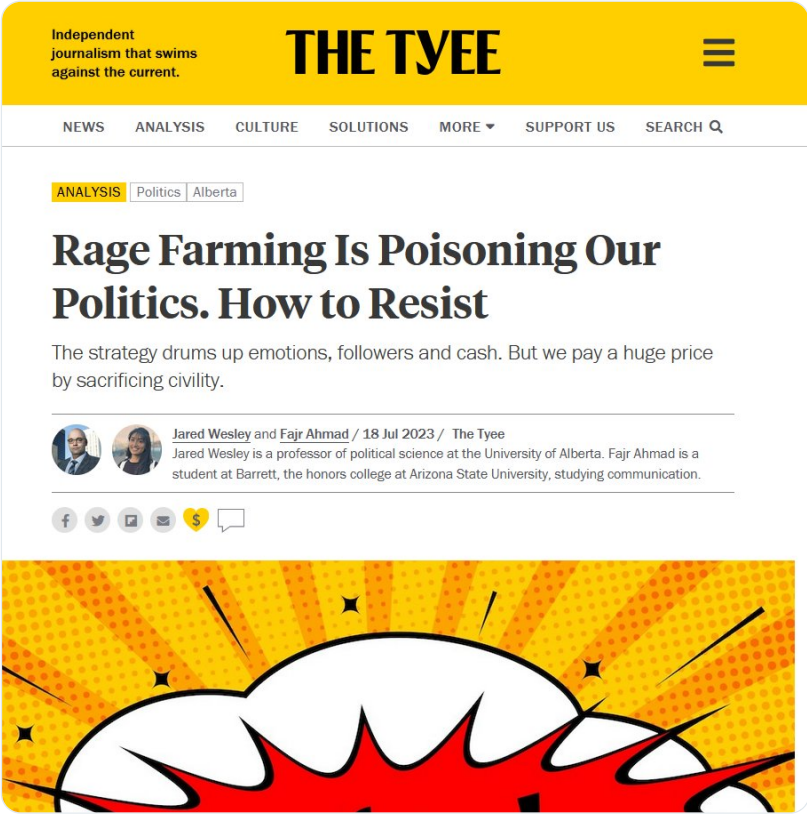 Independent
journalism that swims
against the current.
THE TYEE
NEWS ANALYSIS CULTURE SOLUTIONS MORE SUPPORT US SEARCH
ANALYSIS Politics Alberta
Rage Farming Is Poisoning Our
Politics. How to Resist
The strategy drums up emotions, followers and cash. But we pay a huge price
by sacrificing civility.
Jared Wesley and Fajr Ahmad / 18 Jul 2023 / The Tyee
Jared Wesley is a professor of political science at the University of Alberta. Fajr Ahmad is a
student at Barrett, the honors college at Arizona State University, studying communication.
$